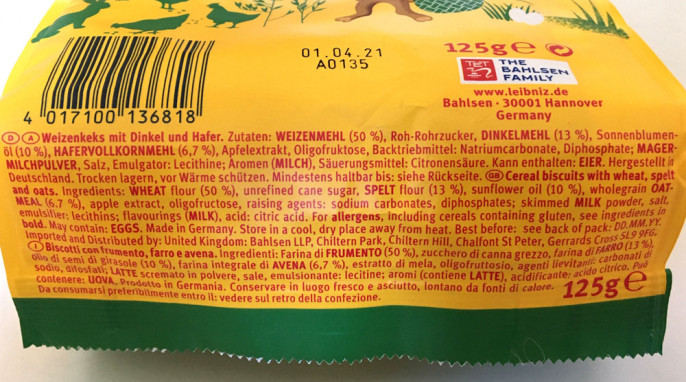 01.04.21
A0135
125g e
THE
BAHLSEN
FAMILY
www.leibniz.de
Bahlsen · 30001 Hannover
Germany
4 017100 136818
D A Weizenkeks mit Dinkel und Hafer. Zutaten: WEIZENMEHL (50 %), Roh-Rohrzucker, DINKELMEHL (13 %), Sonnenblumen-
öl (10 %), HAFERVOLLKORNMEHL (6,7 %), Apfelextrakt, Oligofruktose, Backtriebmittel: Natriumcarbonate, Diphosphate; MAGER-
MILCHPULVER, Salz, Emulgator: Lecithine; Aromen (MILCH), Säuerungsmittel: Citronensäure. Kann enthalten: EIER. Hergestellt in
Deutschland. Trocken lagern, vor Wärme schützen. Mindestens haltbar bis: siehe Rückseite. GB Cereal biscuits with wheat, spelt
and oats. Ingredients: WHEAT flour (50 %), unrefined cane sugar, SPELT flour (13 %), sunflower oil (10 %), wholegrain OAT-
MEAL (6.7 %), apple extract, oligofructose, raising agents: sodium carbonates, diphosphates; skimmed MILK powder, salt,
emulsifier: lecithins; flavourings (MILK), acid: citric acid. For allergens, including cereals containing gluten, see ingredients in
bold. May contain: EGGS. Made in Germany. Store in a cool, dry place away from heat. Best before: see back of pack: DD.MM.YY.
Imported and Distributed by: United Kingdom: Bahlsen LLP, Chiltern Park, Chiltern Hill, Chalfont St Peter, Gerrards Cross. SL9 9FG.
I Biscotti con frumento, farro e avena. Ingredienti: Farina di FRUMENTO (50 %), zucchero di canna grezzo, farina di FARRO (13 %),
olio di semi di girasole (10 %), farina integrale di AVENA (6,7 %), estratto di mela, oligofruttosio, agenti lievitanti: carbonati di
sodio, difosfati; LATTE scremato in polvere, sale, emulsionante: lecitine; aromi (contiene LATTE), acidificante: acido citrico. Può
contenere: UOVA. Prodotto in Germania. Conservare in luogo fresco e asciutto, lontano da fonti di calore.
Da consumarsi preferibilmente entro il: vedere sul retro della confezione.
125g e